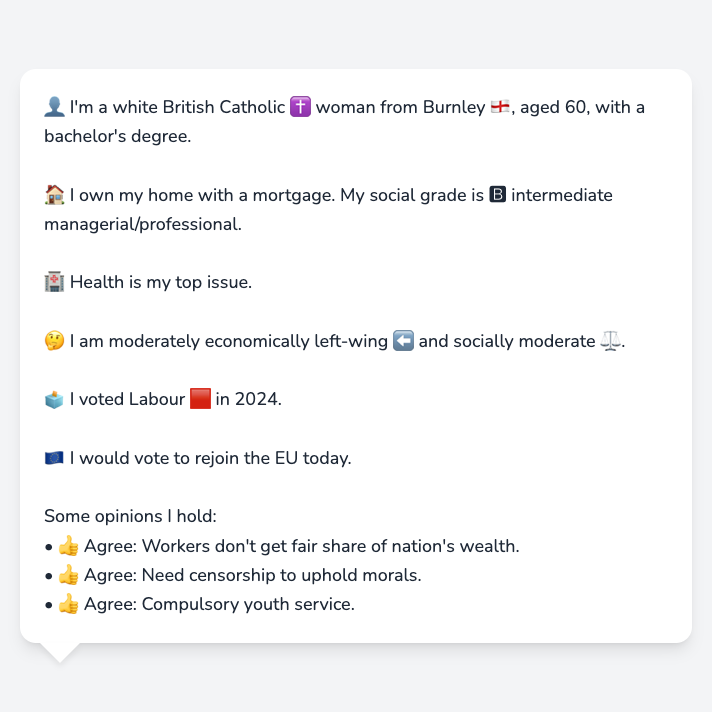 👤 I'm a white British Catholic ✝️ woman from Burnley 🏴󠁧󠁢󠁥󠁮󠁧󠁿, aged 60, with a
bachelor's degree.
🏠 I own my home with a mortgage. My social grade is 🅱 intermediate
managerial/professional.
🏥 Health is my top issue.
🤔 I am moderately economically left-wing ⬅️ and socially moderate ⚖️.
🗳️ I voted Labour 🟥 in 2024.
🇪🇺 I would vote to rejoin the EU today.
Some opinions I hold:
• 👍 Agree: Workers don't get fair share of nation's wealth.
• 👍 Agree: Need censorship to uphold morals.
• 👍 Agree: Compulsory youth service.